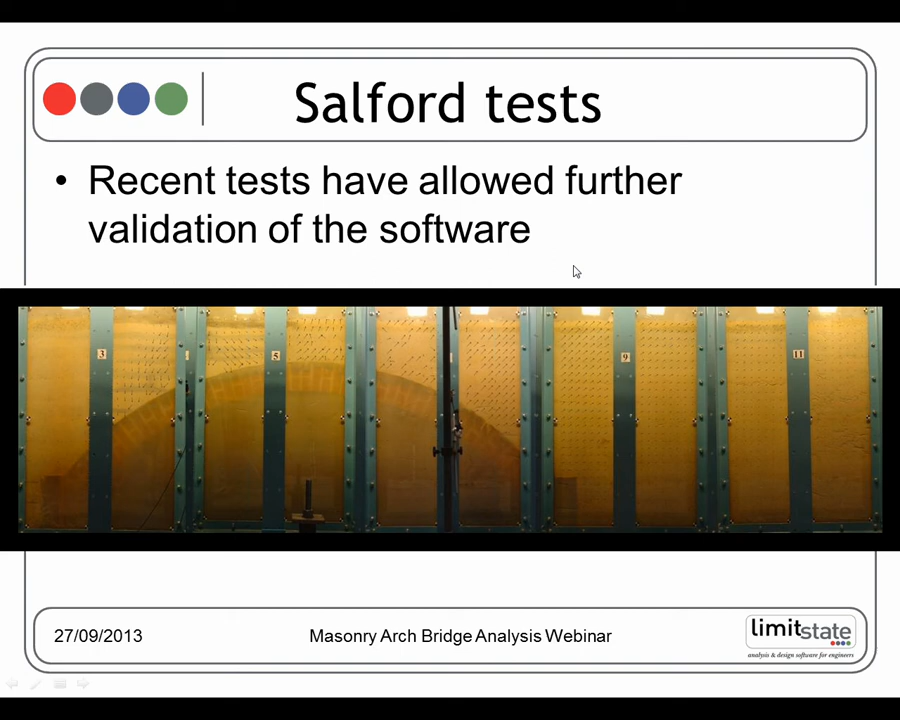 Salford tests
• Recent tests have allowed further
validation of the software
3
5
9
11
27/09/2013
Masonry Arch Bridge Analysis Webinar
limitstate
analysis & design software for engineers